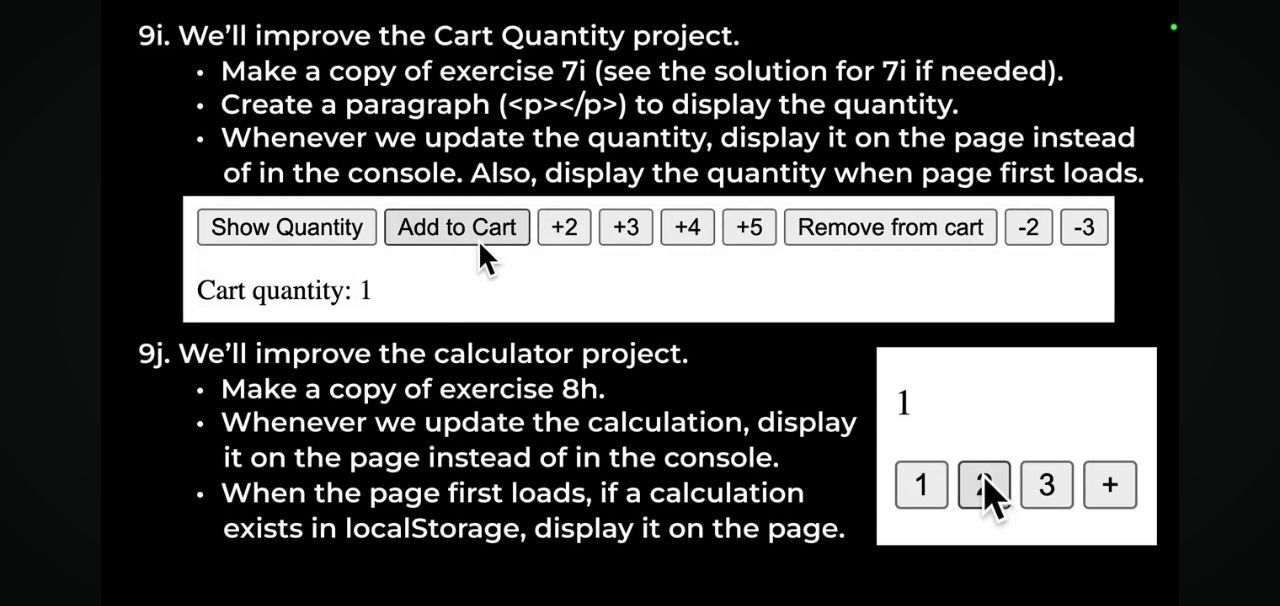 9i. We’ll improve the Cart Quantity project.
• Make a copy of exercise 7i (see the solution for 7i if needed).
• Create a paragraph (<p></p>) to display the quantity.
• Whenever we update the quantity, display it on the page instead
of in the console. Also, display the quantity when page first loads.
Show Quantity Add to Cart +2 +3 +4 +5 Remove from cart -2 -3
Cart quantity: 1
9j. We’ll improve the calculator project.
• Make a copy of exercise 8h.
• Whenever we update the calculation, display
it on the page instead of in the console.
• When the page first loads, if a calculation
exists in localStorage, display it on the page.
1
1 2 3 +